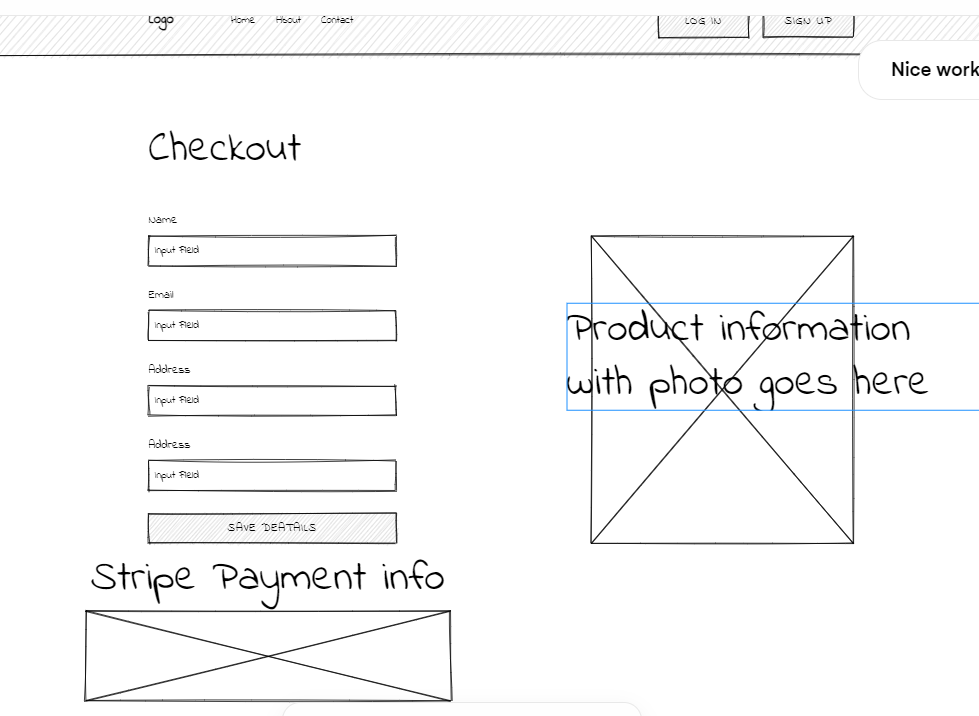 Logo Home About Contact LOG IN SIGN UP
Nice work
Checkout
Name
Input Field
Email
Input Field
Address
Input Field
Address
Input Field
SAVE DEATAILS
Product information
with photo goes here
Stripe Payment info